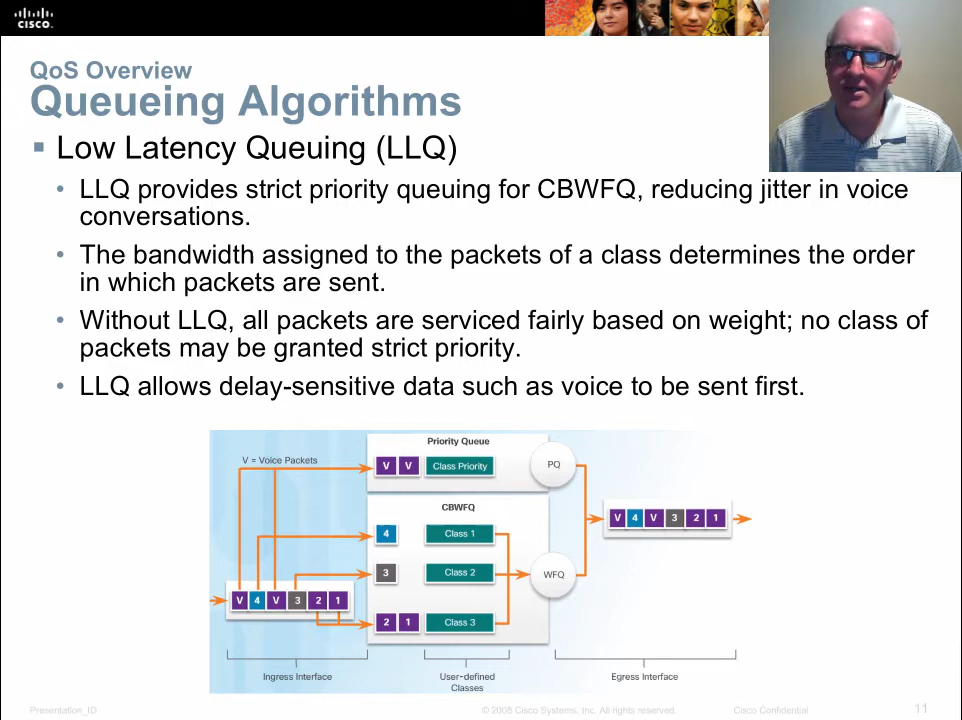 CISCO
QoS Overview
Queueing Algorithms
Low Latency Queuing (LLQ)
LLQ provides strict priority queuing for CBWFQ, reducing jitter in voice
conversations.
The bandwidth assigned to the packets of a class determines the order
in which packets are sent.
Without LLQ, all packets are serviced fairly based on weight; no class of
packets may be granted strict priority.
LLQ allows delay-sensitive data such as voice to be sent first.
Priority Queue
V = Voice Packets
V V Class Priority PQ
CBWFQ
V 4 V 3 2 1
4 Class 1
3 Class 2 WFQ
V 4 V 3 2 1
2 1 Class 3
Ingress Interface User-defined Egress Interface
Classes
Presentation_ID © 2008 Cisco Systems, Inc. All rights reserved. Cisco Confidential 11